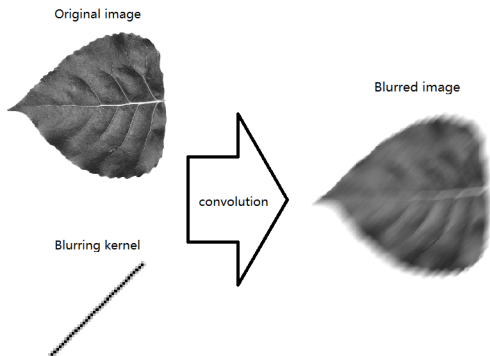 Original image
Blurred image
convolution
Blurring kernel